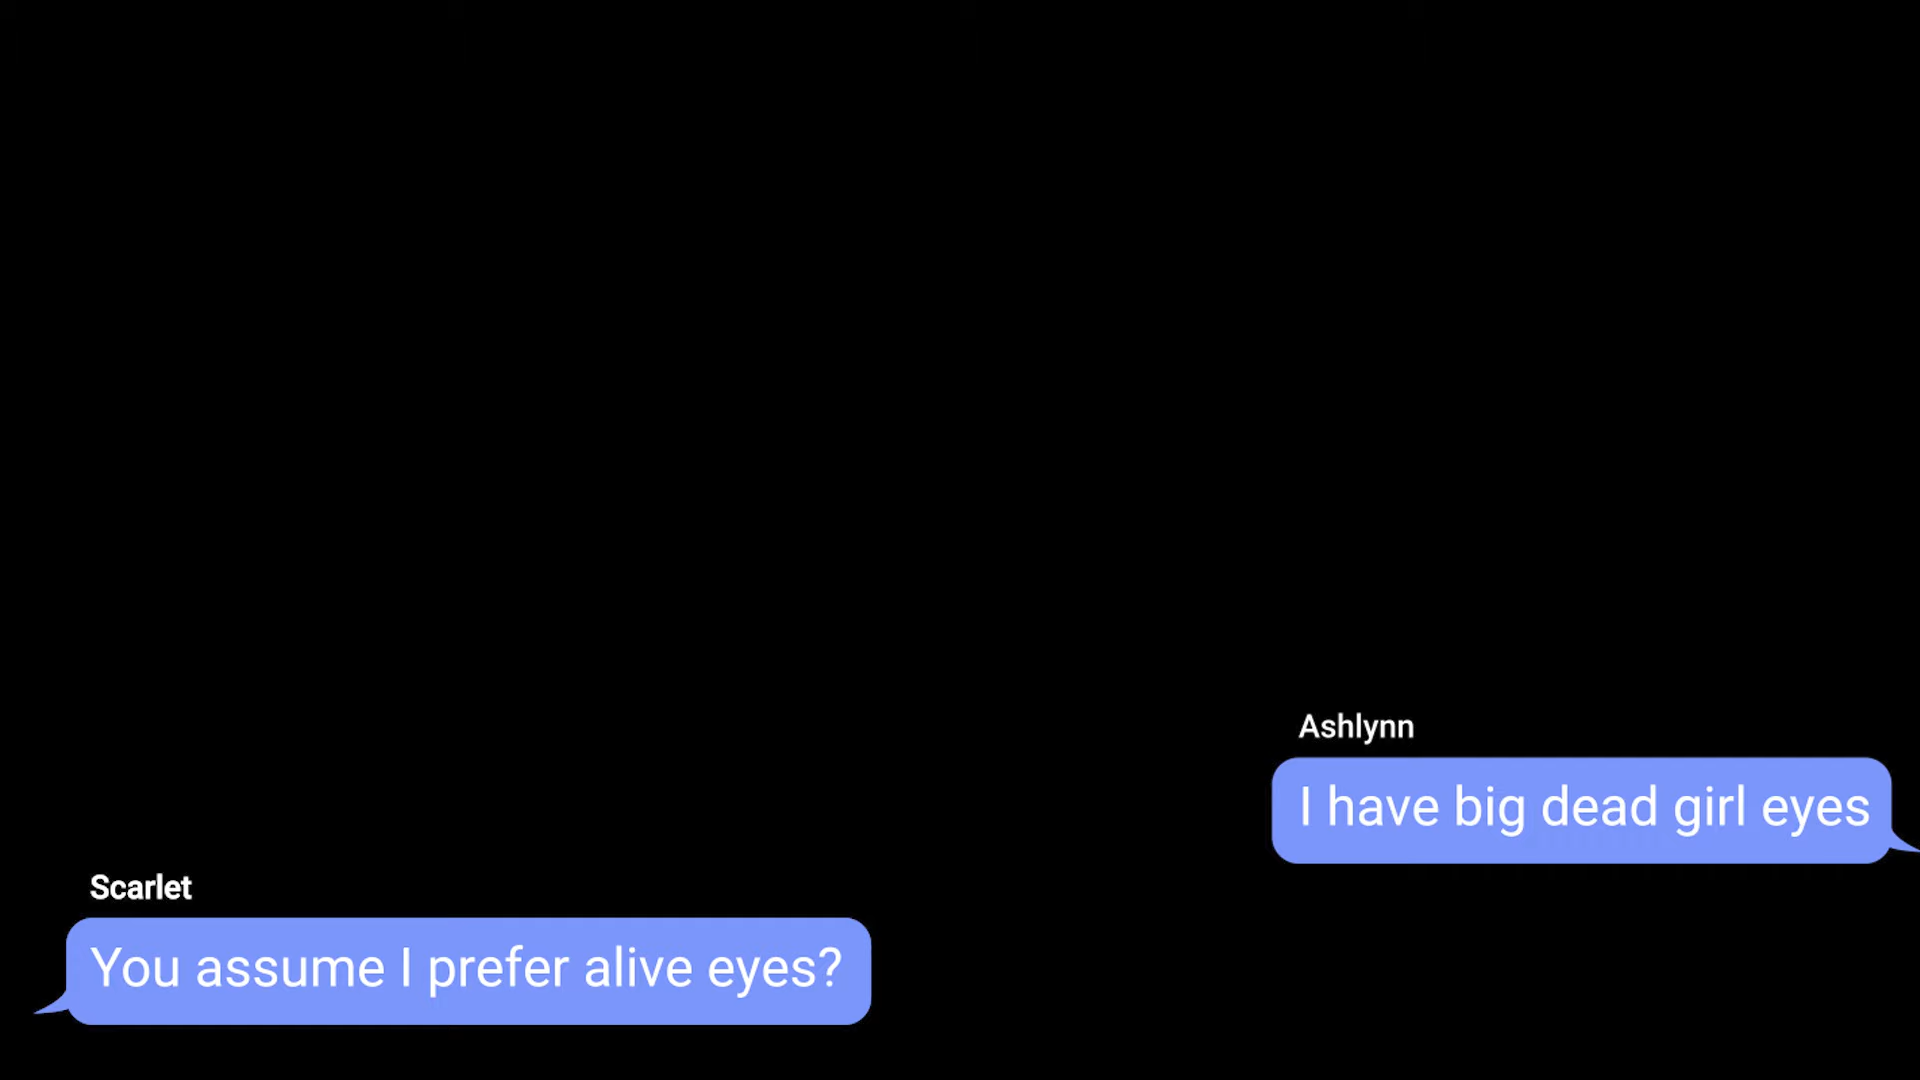 Ashlynn
I have big dead girl eyes
Scarlet
You assume I prefer alive eyes?